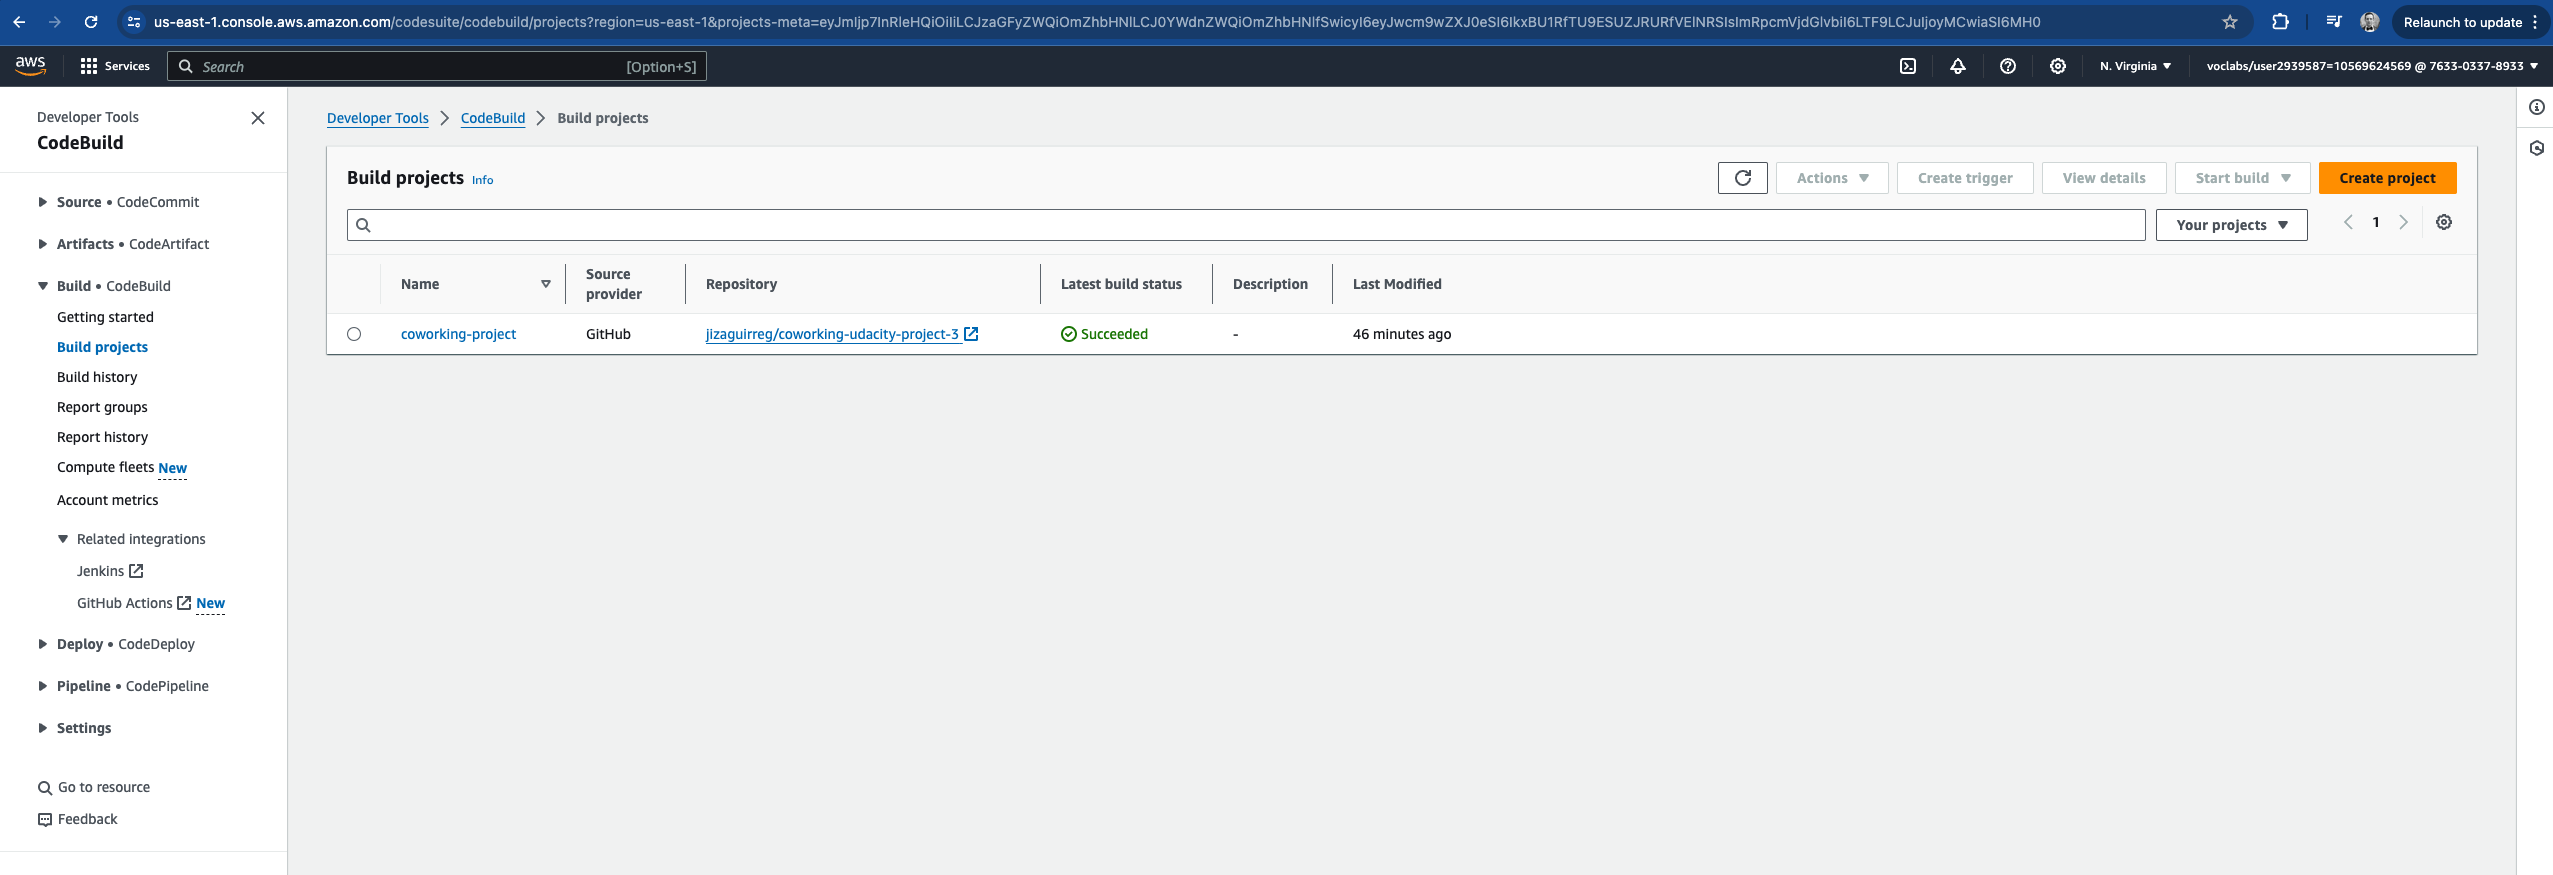 us-east-1.console.aws.amazon.com/codesuite/codebuild/projects?region=us-east-1&projects-meta=
Relaunch to update
aws
Services
Search
[Option+S]
N. Virginia
voclabs/user2939587=10569624569 @ 7633-0337-8933
Developer Tools
CodeBuild
Source • CodeCommit
Artifacts • CodeArtifact
Build • CodeBuild
Getting started
Build projects
Build history
Report groups
Report history
Compute fleets New
Account metrics
Related integrations
Jenkins
GitHub Actions New
Deploy • CodeDeploy
Pipeline • CodePipeline
Settings
Go to resource
Feedback
Developer Tools
CodeBuild
Build projects
Build projects Info
Actions
Create trigger
View details
Start build
Create project
Your projects
1
Name
Source provider
Repository
Latest build status
Description
Last Modified
coworking-project
GitHub
jizaguirreg/coworking-udacity-project-3
Succeeded
-
46 minutes ago